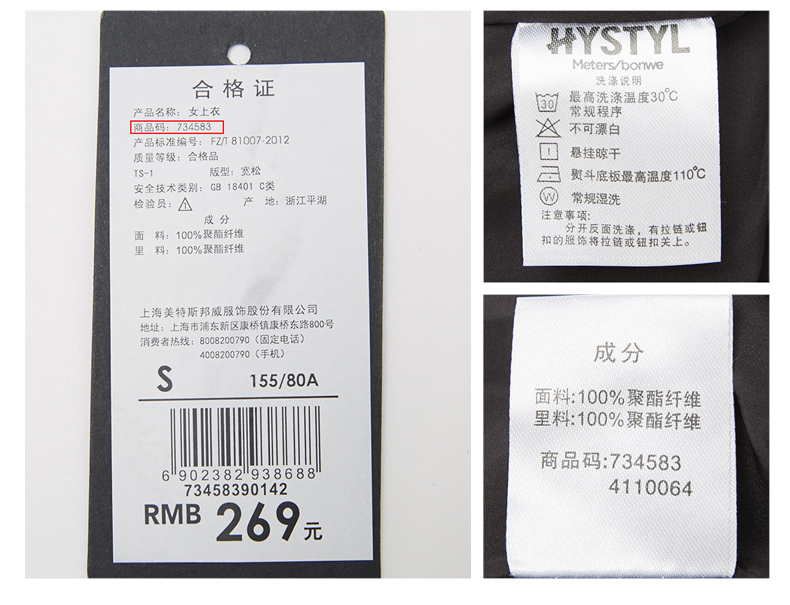 合格证
产品名称：女上衣
商品码：734583
产品标准编号：FZ/T 81007-2012
质量等级：合格品
TS-1 版型：宽松
安全技术类别：GB 18401 C类
检验员：1 产 地：浙江平湖
成 分
面 料：100%聚酯纤维
里 料：100%聚酯纤维
上海美特斯邦威服饰股份有限公司
地址：上海市浦东新区康桥镇康桥东路800号
消费者热线：8008200790（固定电话）
4008200790（手机）
S 155/80A
6 902382 938688
73458390142
RMB 269元
HYSTYL
Meters/bonwe
洗涤说明
30 最高洗涤温度30℃
常规程序
不可漂白
悬挂晾干
熨斗底板最高温度110℃
W 常规湿洗
注意事项：
分开反面洗涤，有拉链或钮
扣的服饰将拉链或钮扣关上。
成分
面料:100%聚酯纤维
里料:100%聚酯纤维
商品码:734583
4110064